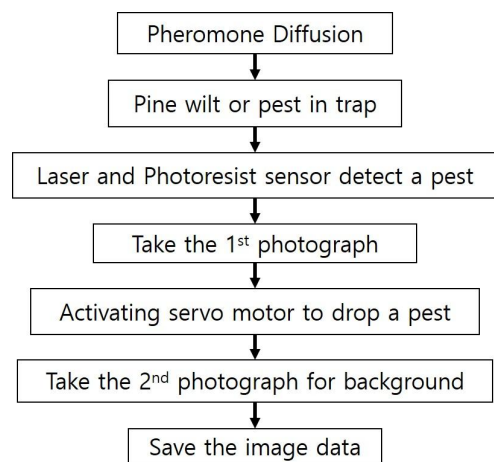 Pheromone Diffusion
Pine wilt or pest in trap
Laser and Photoresist sensor detect a pest
Take the 1st photograph
Activating servo motor to drop a pest
Take the 2nd photograph for background
Save the image data